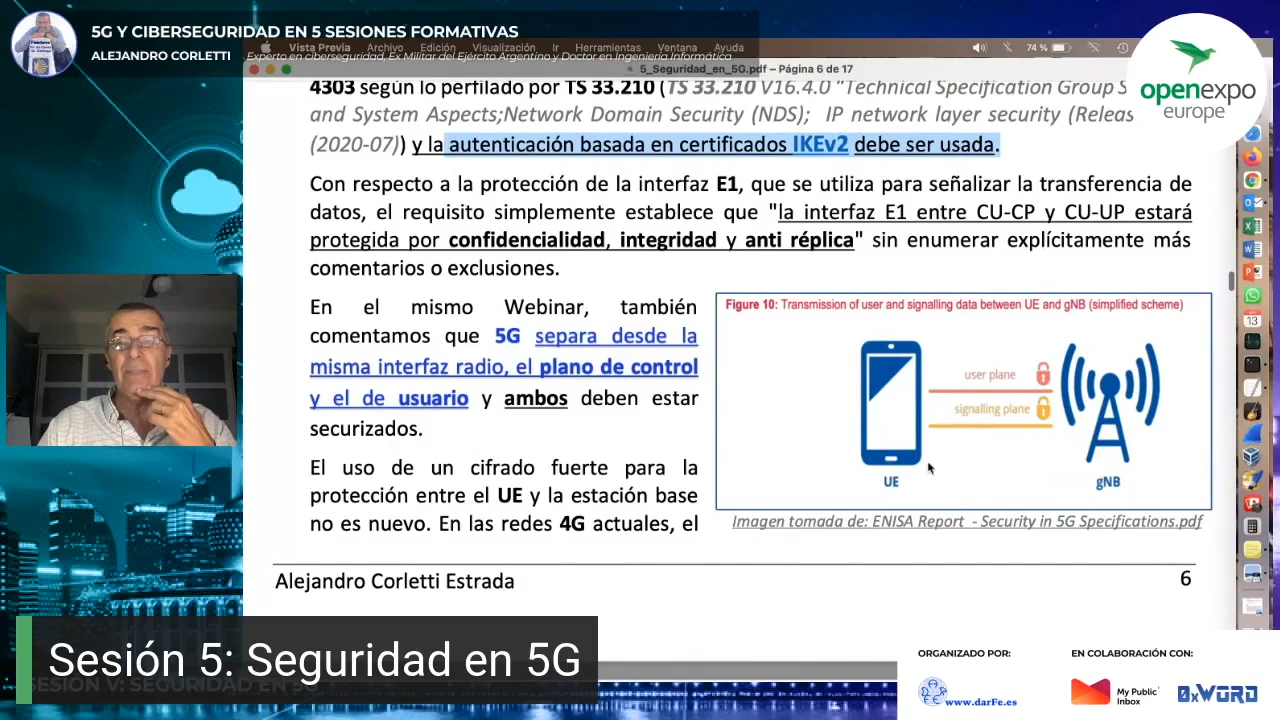 5G Y CIBERSEGURIDAD EN 5 SESIONES FORMATIVAS
ALEJANDRO CORLETTI Experto en ciberseguridad, Ex Militar del Ejército Argentino y Doctor en Ingeniería Informática
Vista Previa Archivo Edición Visualización Ir Herramientas Ventana Ayuda
74 %
5_Seguridad_en_5G.pdf – Página 6 de 17
openexpo
europe
4303 según lo perfilado por TS 33.210 (TS 33.210 V16.4.0 "Technical Specification Group S
and System Aspects;Network Domain Security (NDS); IP network layer security (Releas
(2020-07)) y la autenticación basada en certificados IKEv2 debe ser usada.
Con respecto a la protección de la interfaz E1, que se utiliza para señalizar la transferencia de
datos, el requisito simplemente establece que "la interfaz E1 entre CU-CP y CU-UP estará
protegida por confidencialidad, integridad y anti réplica" sin enumerar explícitamente más
comentarios o exclusiones.
En el mismo Webinar, también
comentamos que 5G separa desde la
misma interfaz radio, el plano de control
y el de usuario y ambos deben estar
securizados.
El uso de un cifrado fuerte para la
protección entre el UE y la estación base
no es nuevo. En las redes 4G actuales, el
Figure 10: Transmission of user and signalling data between UE and gNB (simplified scheme)
user plane
signalling plane
UE
gNB
Imagen tomada de: ENISA Report - Security in 5G Specifications.pdf
Alejandro Corletti Estrada
6
Sesión 5: Seguridad en 5G
SESIÓN V: SEGURIDAD EN 5G
ORGANIZADO POR:
www.darFe.es
EN COLABORACIÓN CON:
My Public
Inbox
0xWORD